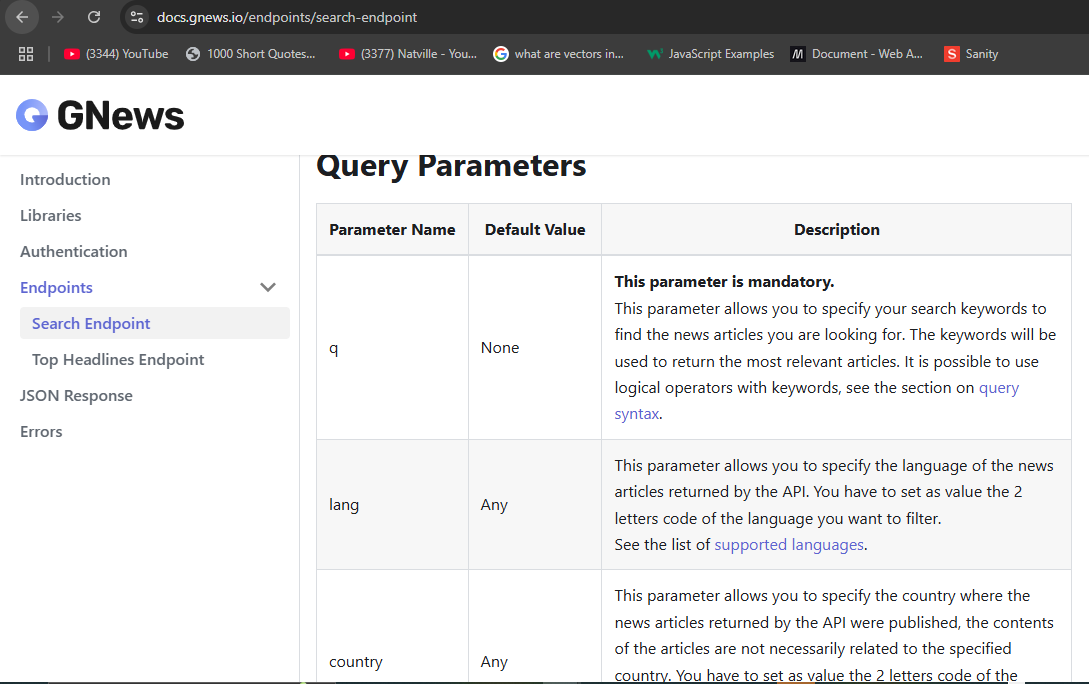 docs.gnews.io/endpoints/search-endpoint
(3344) YouTube
1000 Short Quotes...
(3377) Natville - You...
what are vectors in...
JavaScript Examples
Document - Web A...
Sanity
GNews
Introduction
Libraries
Authentication
Endpoints
Search Endpoint
Top Headlines Endpoint
JSON Response
Errors
Query Parameters
Parameter Name
Default Value
Description
q
None
This parameter is mandatory.
This parameter allows you to specify your search keywords to
find the news articles you are looking for. The keywords will be
used to return the most relevant articles. It is possible to use
logical operators with keywords, see the section on query
syntax.
lang
Any
This parameter allows you to specify the language of the news
articles returned by the API. You have to set as value the 2
letters code of the language you want to filter.
See the list of supported languages.
country
Any
This parameter allows you to specify the country where the
news articles returned by the API were published, the contents
of the articles are not necessarily related to the specified
country. You have to set as value the 2 letters code of the